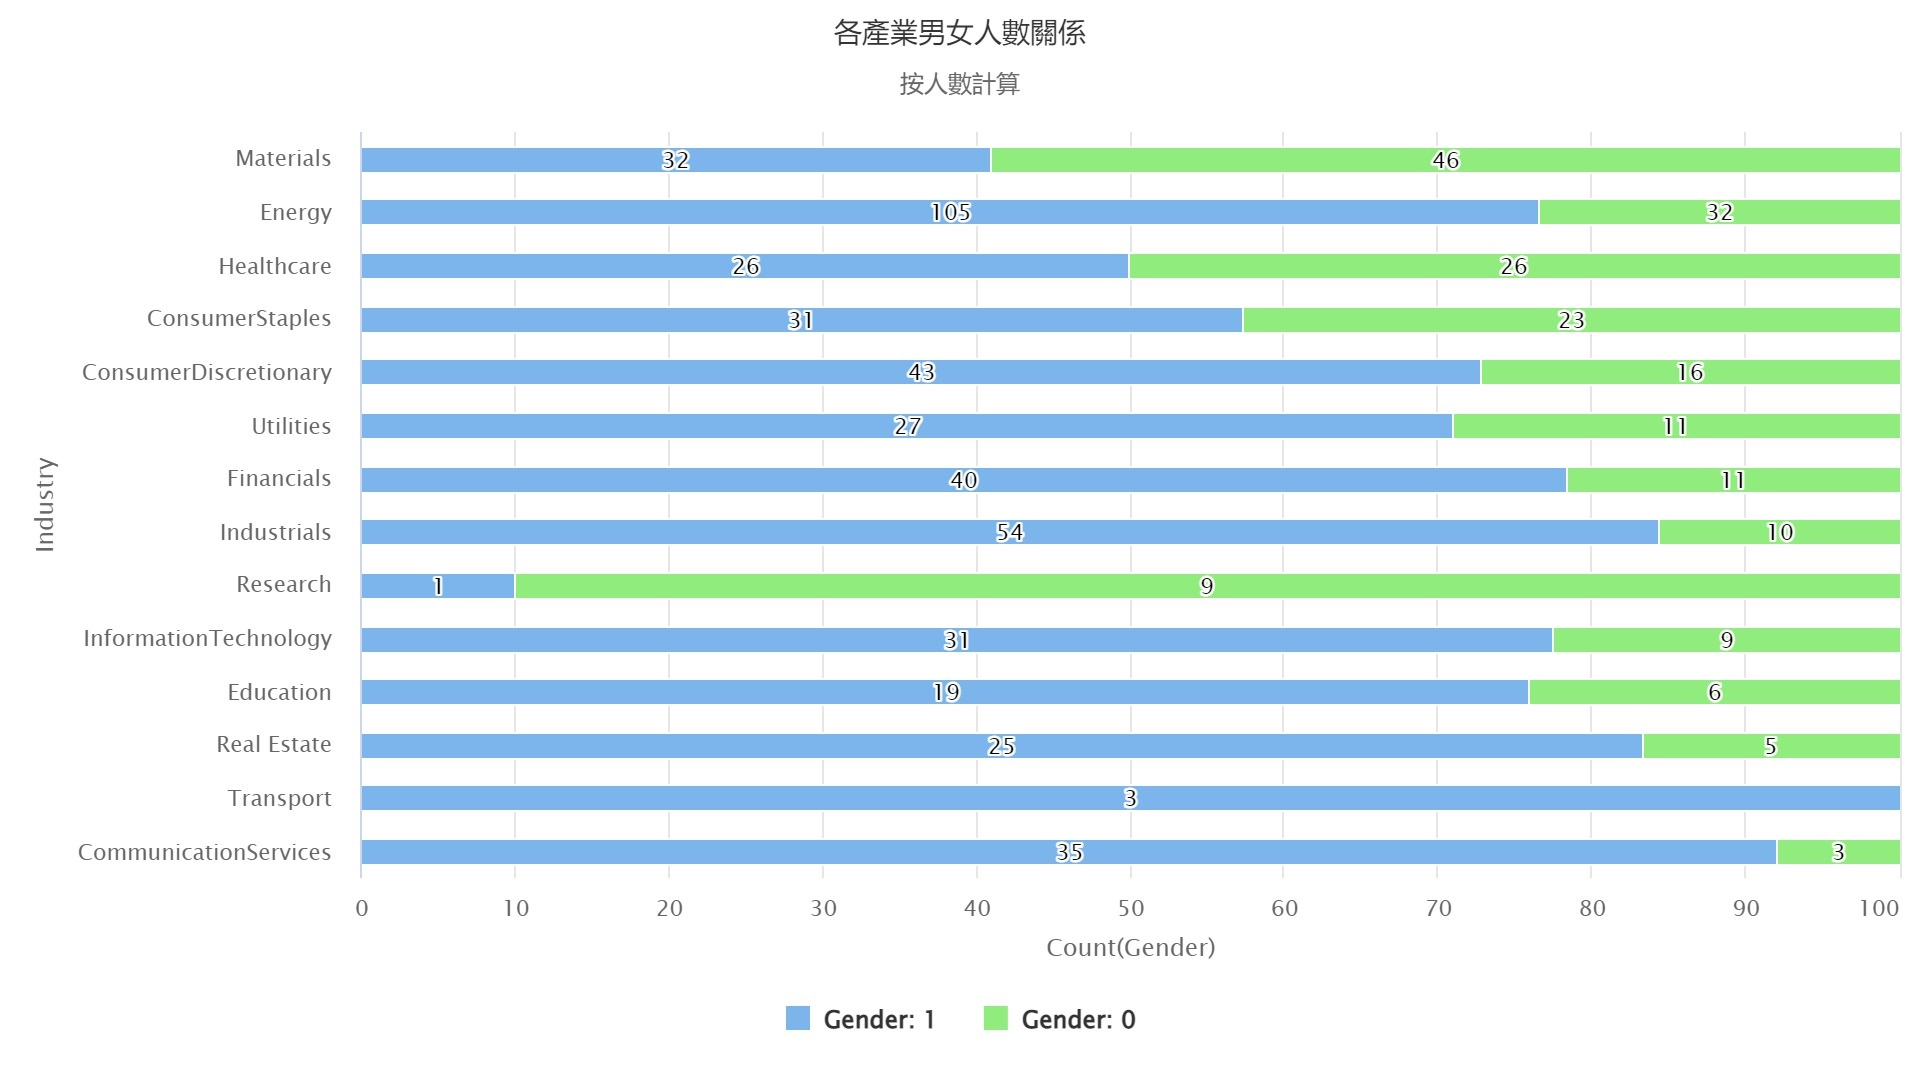 各產業男女人數關係
按人數計算
Industry
Materials 32 46
Energy 105 32
Healthcare 26 26
ConsumerStaples 31 23
ConsumerDiscretionary 43 16
Utilities 27 11
Financials 40 11
Industrials 54 10
Research 1 9
InformationTechnology 31 9
Education 19 6
Real Estate 25 5
Transport 3
CommunicationServices 35 3
0 10 20 30 40 50 60 70 80 90 100
Count(Gender)
Gender: 1 Gender: 0